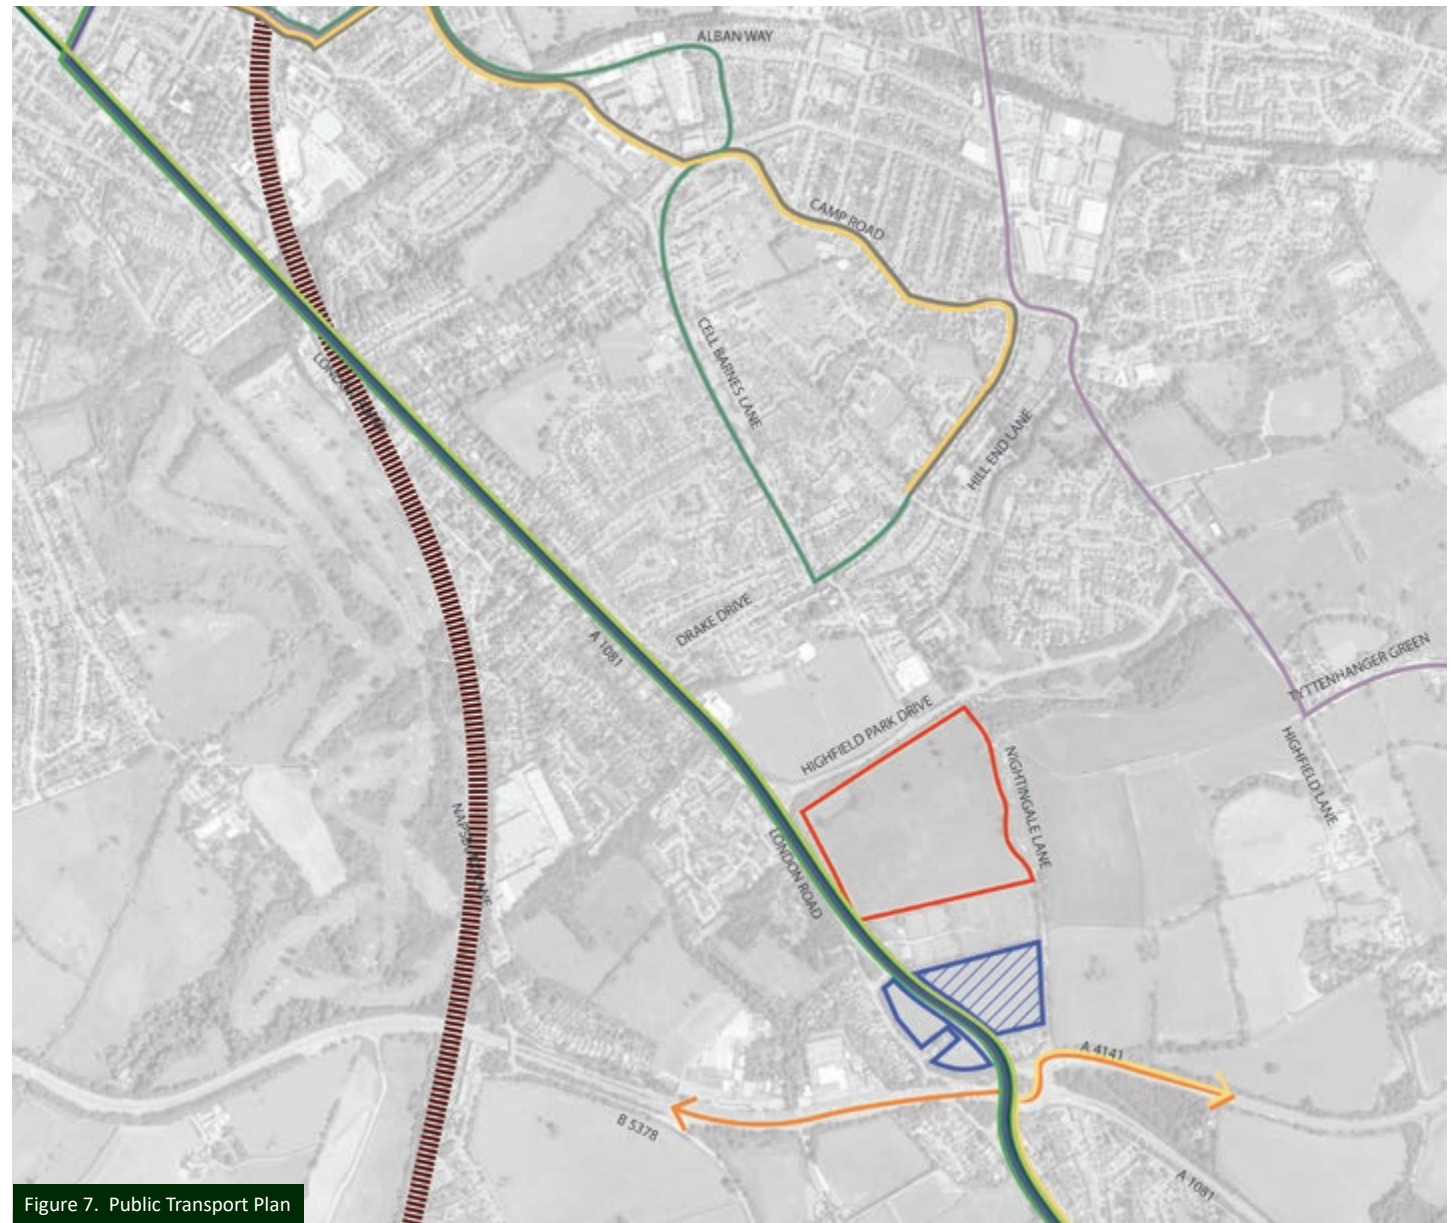 ALBAN WAY
CAMP ROAD
CELL BARNES LANE
HILL END LANE
DRAKE DRIVE
A 1081
TYTTENHANGER GREEN
HIGHFIELD PARK DRIVE
HIGHFIELD LANE
NIGHTINGALE LANE
LONDON ROAD
A 4141
B 5378
A 1081
Figure 7. Public Transport Plan